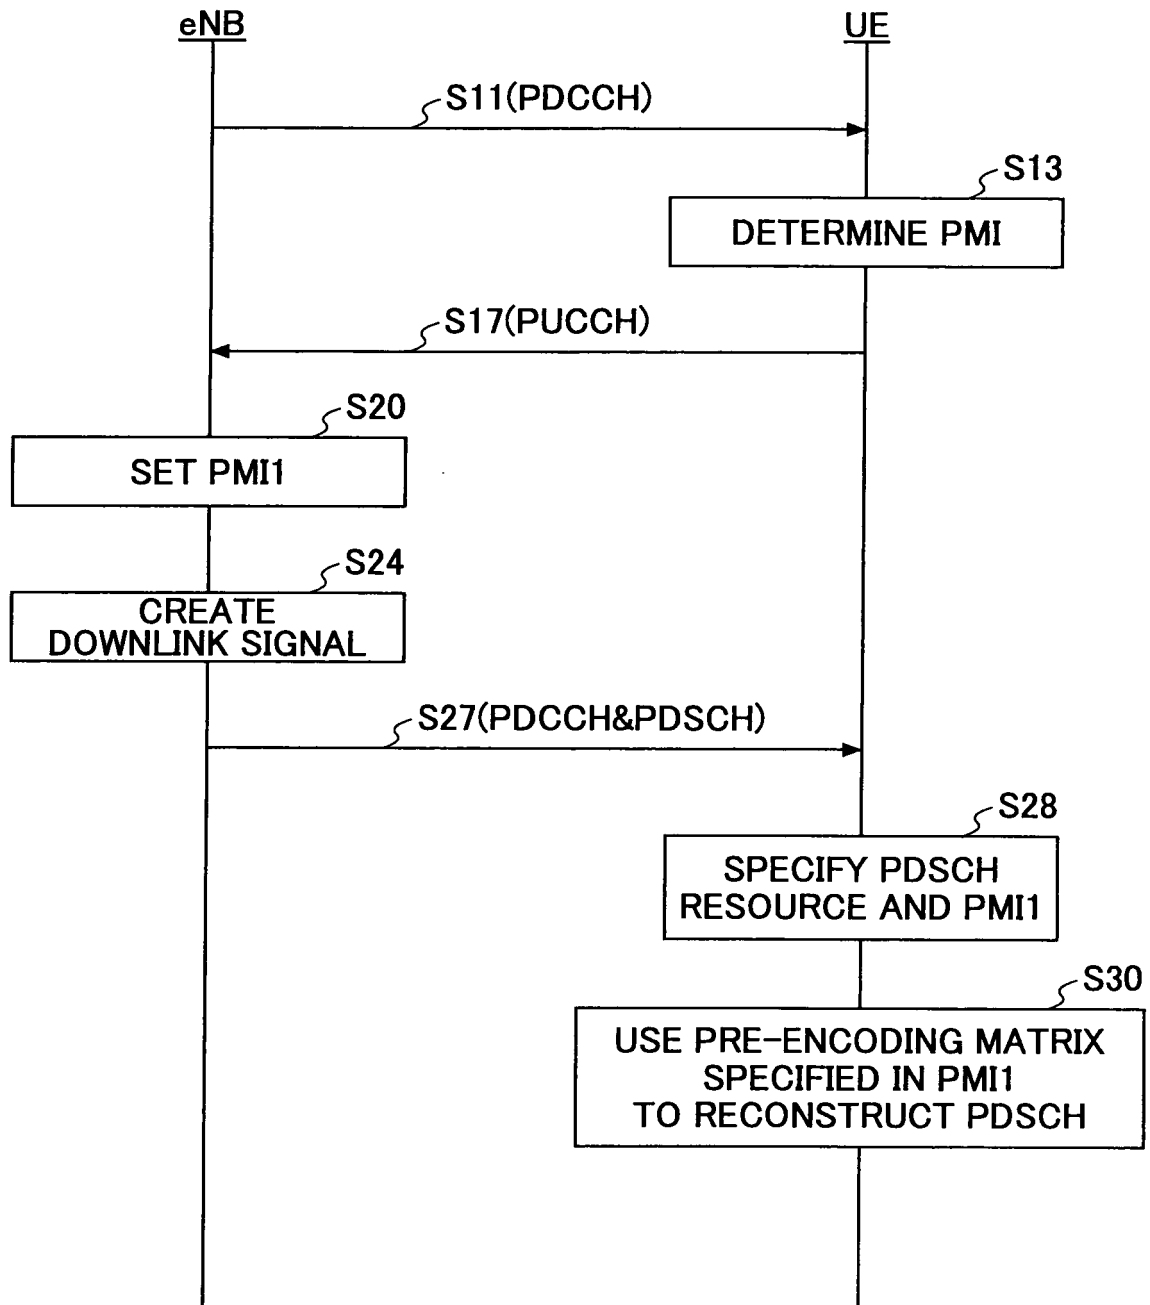 eNB
UE
S11(PDCCH)
S13
DETERMINE PMI
S17(PUCCH)
S20
SET PMI1
S24
CREATE
DOWNLINK SIGNAL
S27(PDCCH&PDSCH)
S28
SPECIFY PDSCH
RESOURCE AND PMI1
S30
USE PRE-ENCODING MATRIX
SPECIFIED IN PMI1
TO RECONSTRUCT PDSCH